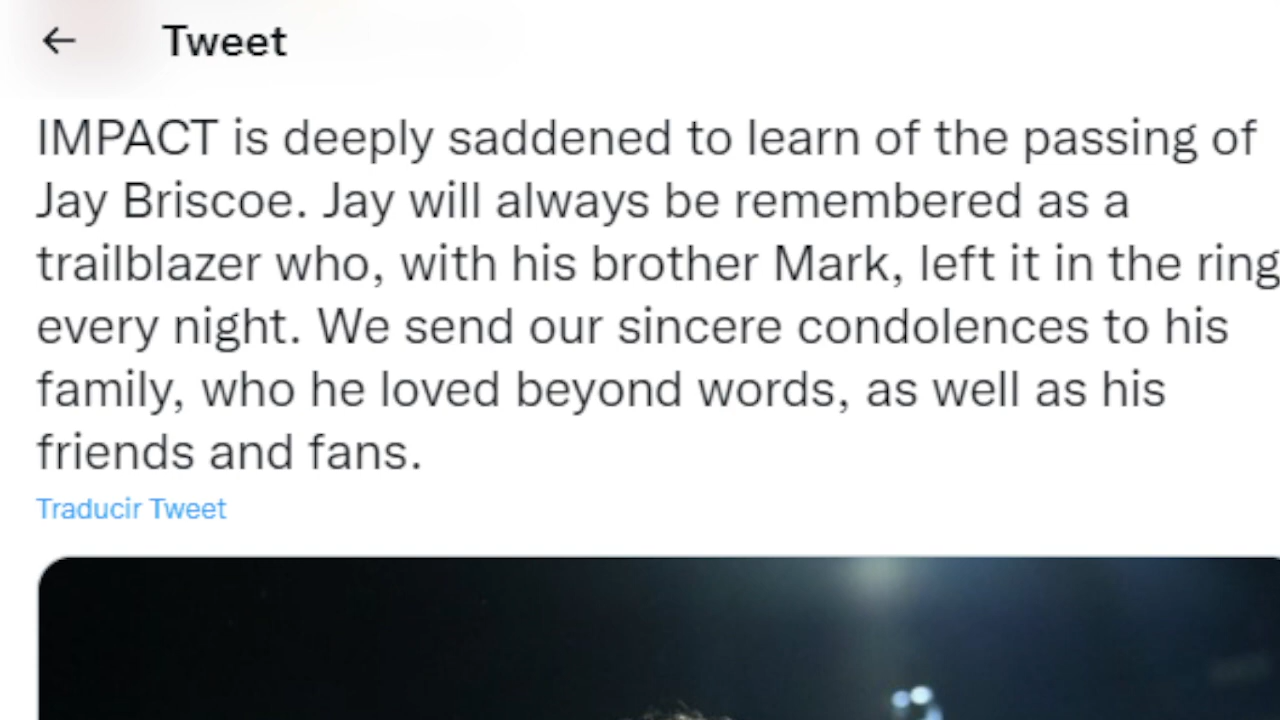 Tweet
IMPACT is deeply saddened to learn of the passing of
Jay Briscoe. Jay will always be remembered as a
trailblazer who, with his brother Mark, left it in the ring
every night. We send our sincere condolences to his
family, who he loved beyond words, as well as his
friends and fans.
Traducir Tweet